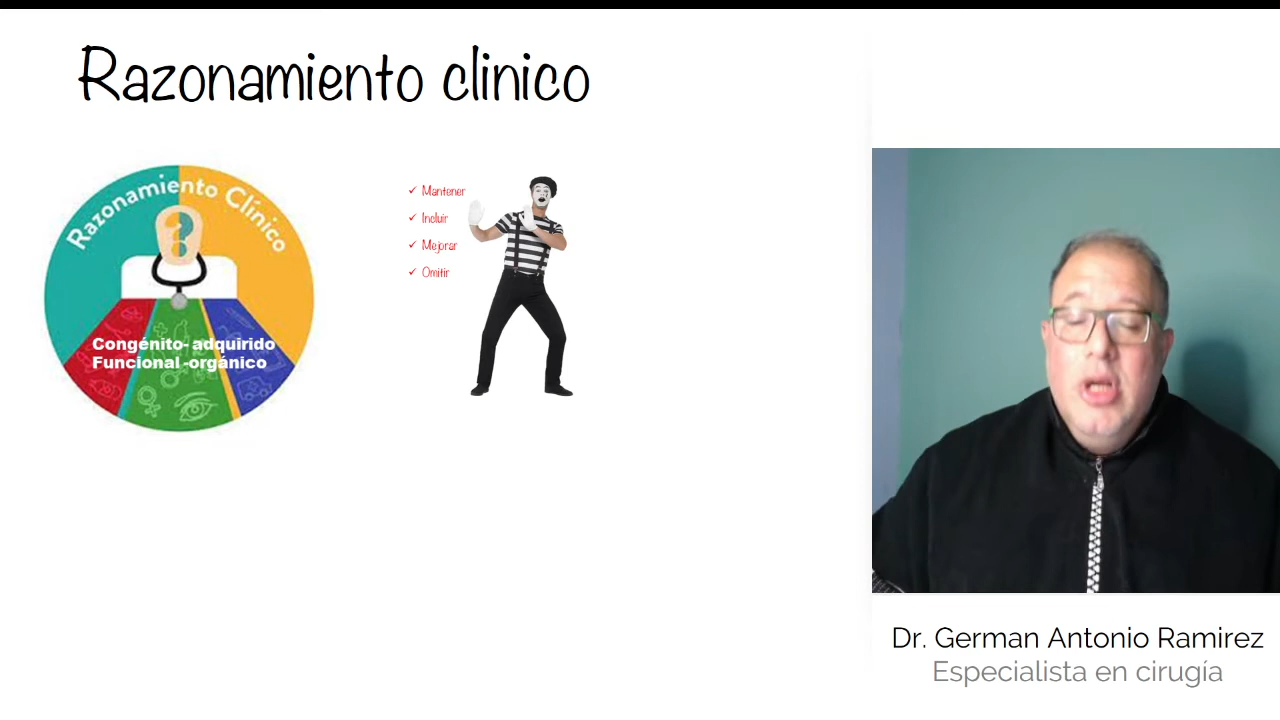 Razonamiento clinico
Razonamiento Clínico
?
Congénito- adquirido
Funcional -orgánico
✓ Mantener
✓ Incluir
✓ Mejorar
✓ Omitir
Dr. German Antonio Ramirez
Especialista en cirugía